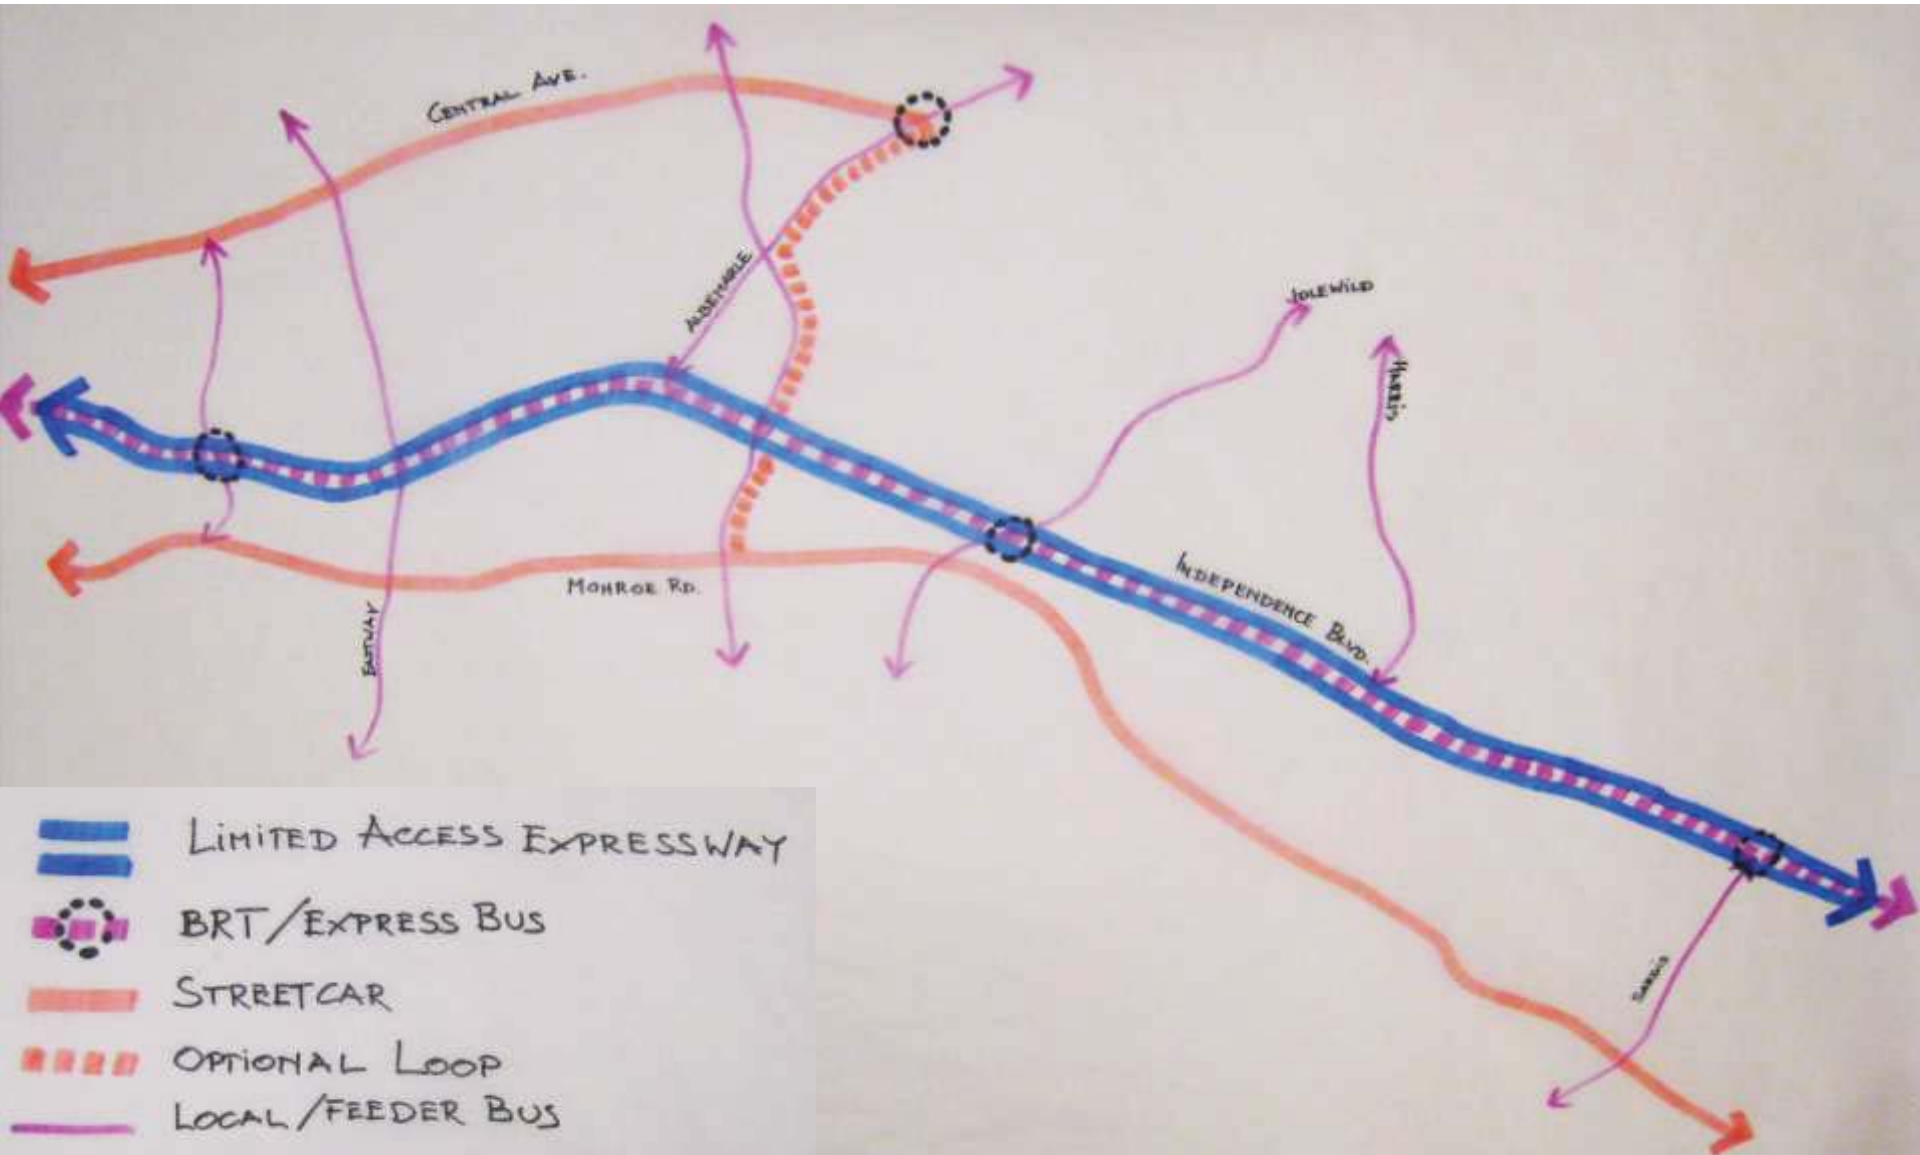 CENTRAL AVE.
ALBEMARLE
IDLEWILD
HARRIS
INDEPENDENCE BLVD.
MONROE RD.
EASTWAY
SARDIS
LIMITED ACCESS EXPRESSWAY
BRT/EXPRESS BUS
STREETCAR
OPTIONAL LOOP
LOCAL/FEEDER BUS